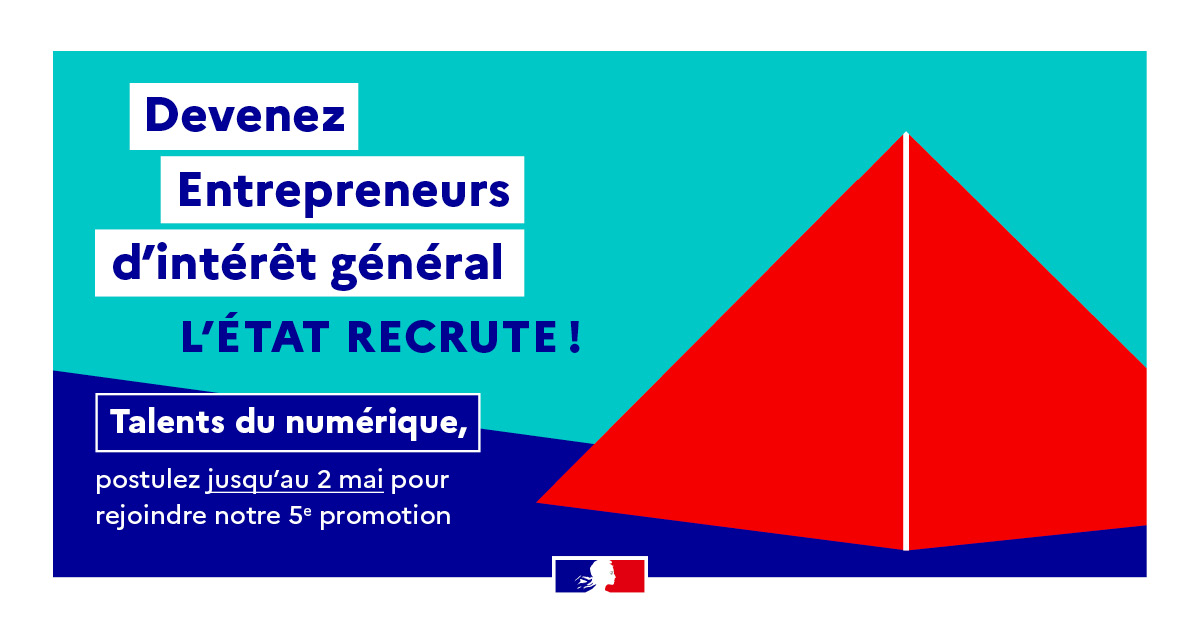 Devenez
Entrepreneurs
d’intérêt général
L’ÉTAT RECRUTE !
Talents du numérique,
postulez jusqu’au 2 mai pour
rejoindre notre 5e promotion